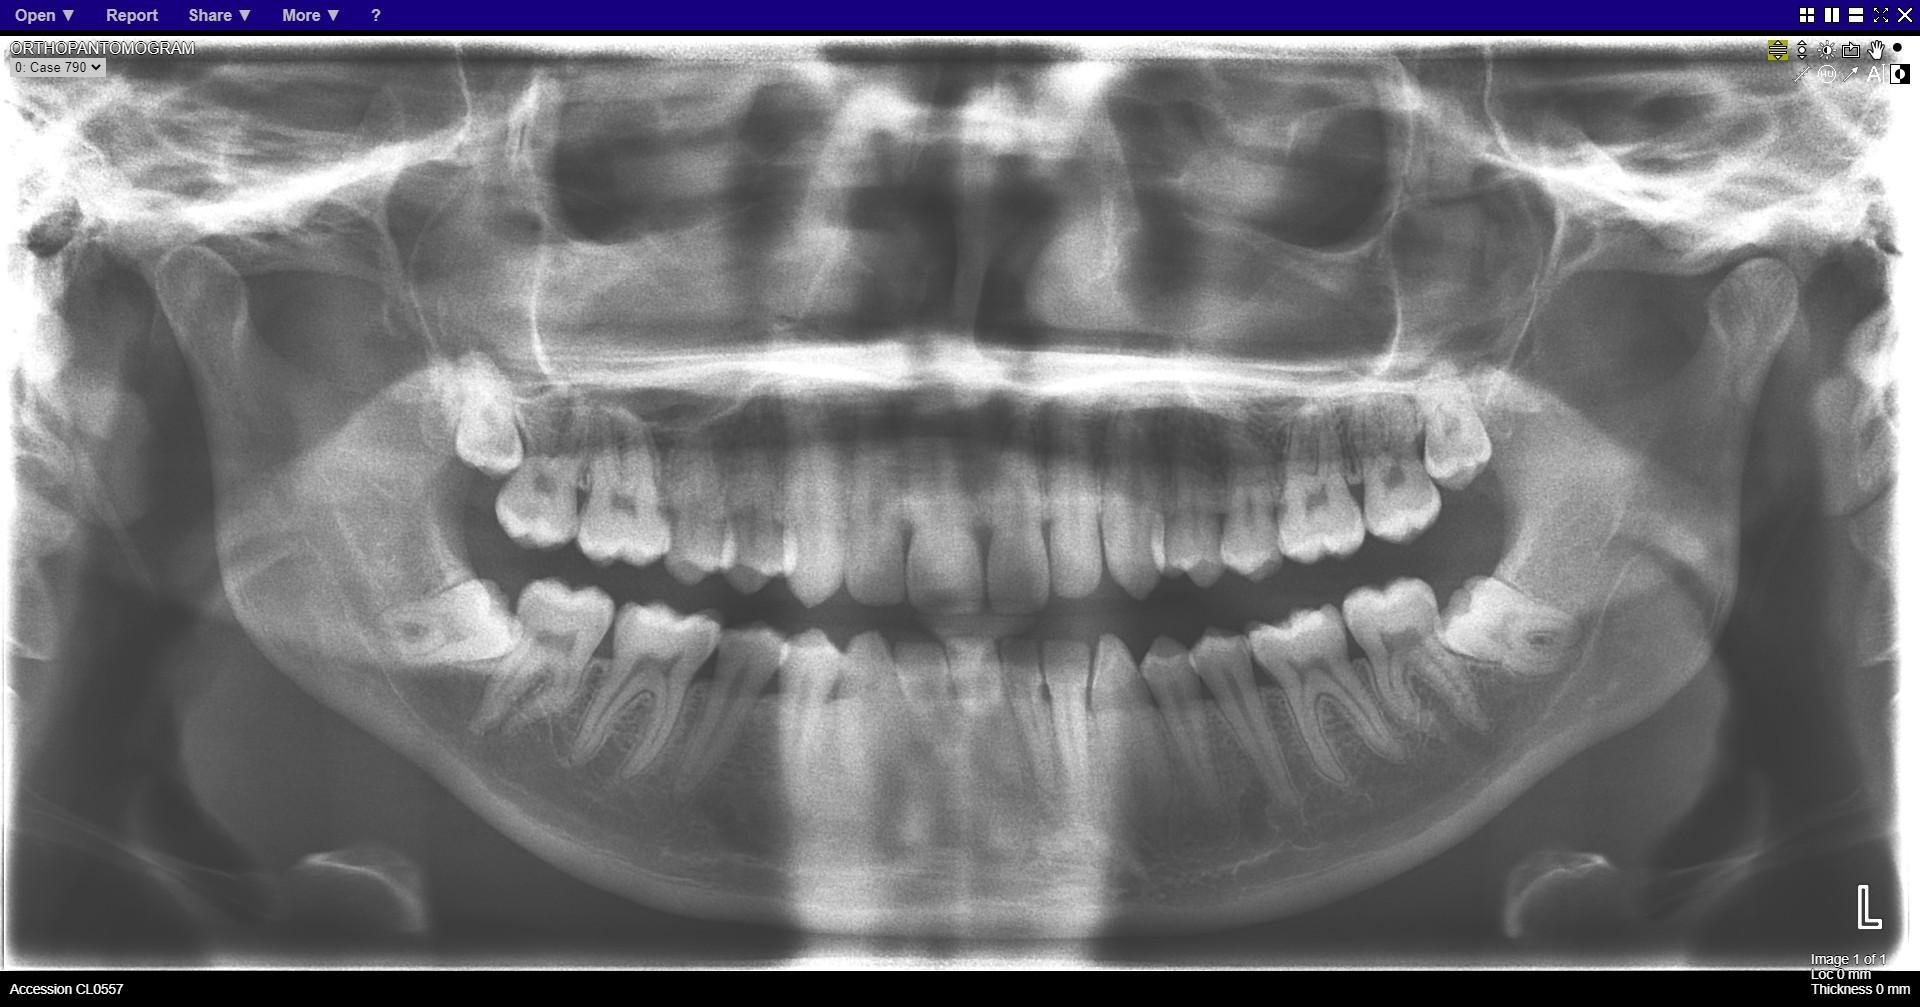 Open ▼ Report Share ▼ More ▼ ?
ORTHOPANTOMOGRAM
0: Case 790
HU
A
L
Image 1 of 1
Loc 0 mm
Thickness 0 mm
Accession CL0557